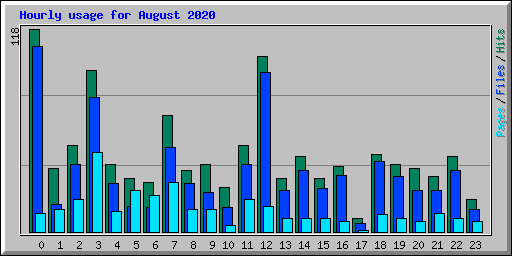 Hourly usage for August 2020
118
Pages/Files/Hits
0 1 2 3 4 5 6 7 8 9 10 11 12 13 14 15 16 17 18 19 20 21 22 23